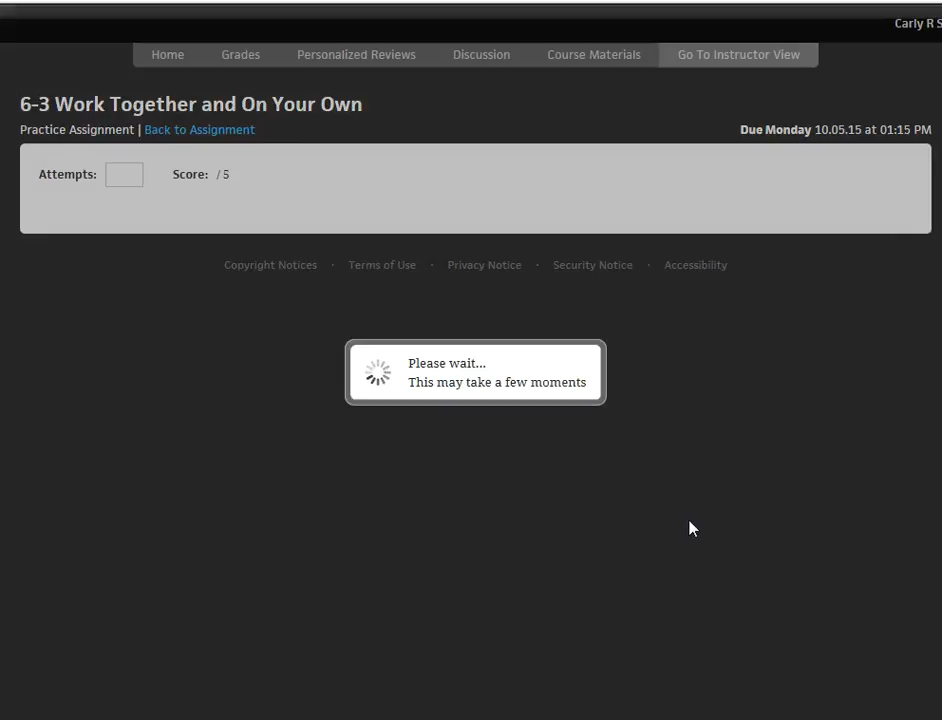 Carly R S
Home Grades Personalized Reviews Discussion Course Materials Go To Instructor View
6-3 Work Together and On Your Own
Practice Assignment | Back to Assignment
Due Monday 10.05.15 at 01:15 PM
Attempts: Score: / 5
Copyright Notices · Terms of Use · Privacy Notice · Security Notice · Accessibility
Please wait...
This may take a few moments